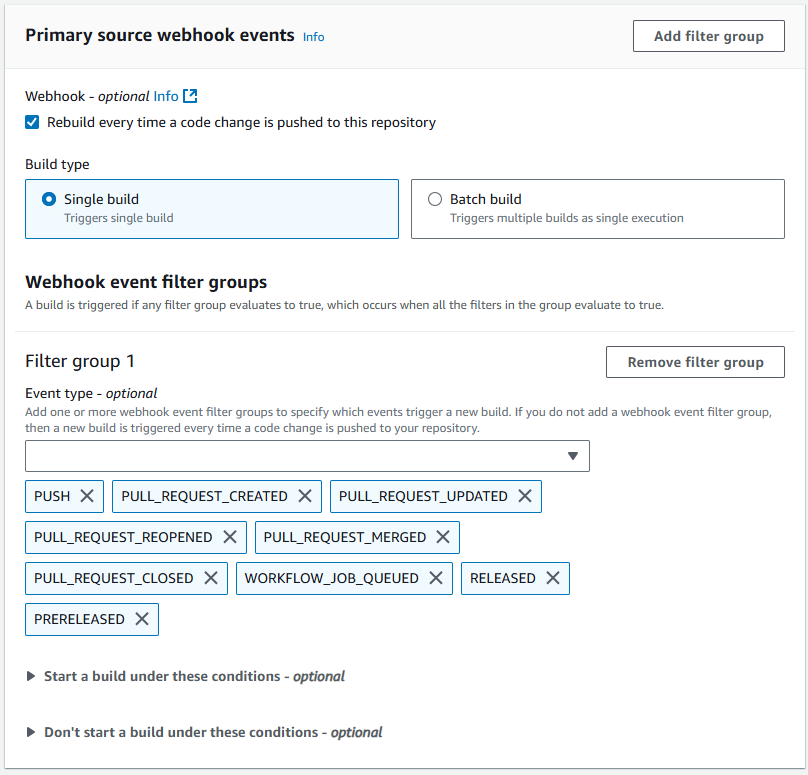 Primary source webhook events Info
Add filter group
Webhook - optional Info
Rebuild every time a code change is pushed to this repository
Build type
Single build
Triggers single build
Batch build
Triggers multiple builds as single execution
Webhook event filter groups
A build is triggered if any filter group evaluates to true, which occurs when all the filters in the group evaluate to true.
Filter group 1
Remove filter group
Event type - optional
Add one or more webhook event filter groups to specify which events trigger a new build. If you do not add a webhook event filter group,
then a new build is triggered every time a code change is pushed to your repository.
PUSH PULL_REQUEST_CREATED PULL_REQUEST_UPDATED
PULL_REQUEST_REOPENED PULL_REQUEST_MERGED
PULL_REQUEST_CLOSED WORKFLOW_JOB_QUEUED RELEASED
PRERELEASED
Start a build under these conditions - optional
Don't start a build under these conditions - optional